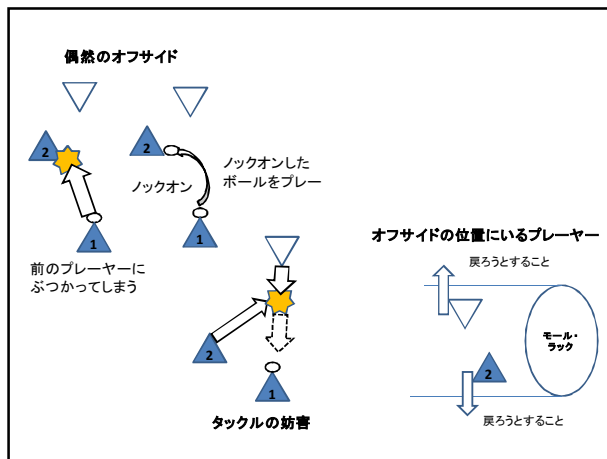 偶然のオフサイド
2
2
ノックオンした
ボールをプレー
ノックオン
1
1
前のプレーヤーに
ぶつかってしまう
オフサイドの位置にいるプレーヤー
戻ろうとすること
モール・
ラック
2
2
戻ろうとすること
1
タックルの妨害